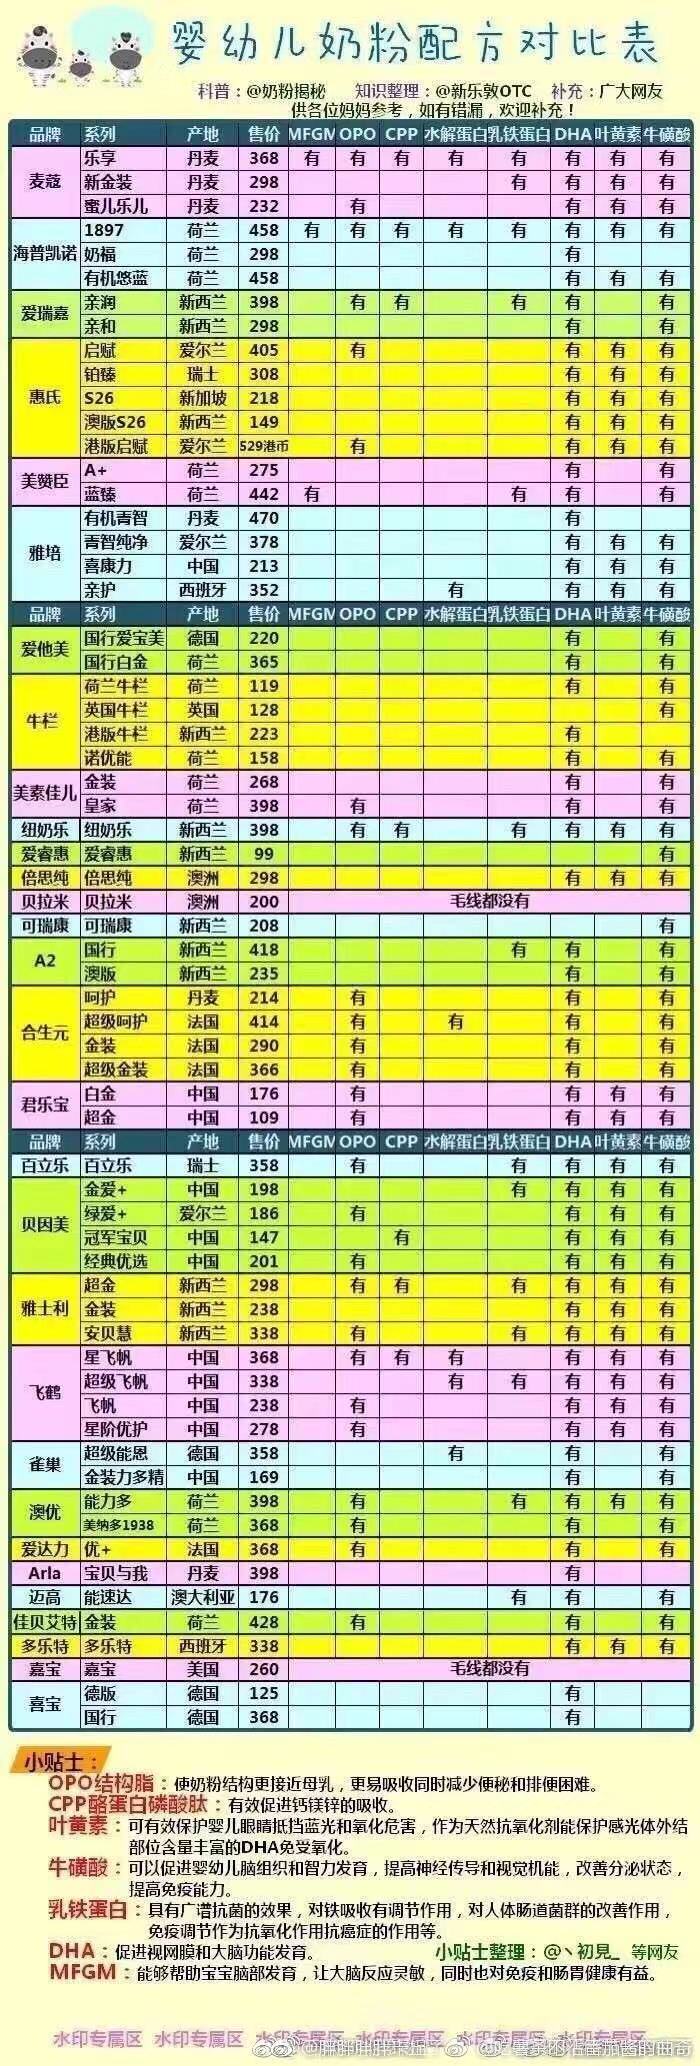 婴幼儿奶粉配方对比表
科普：@奶粉揭秘 知识整理：@新乐敦OTC 补充：广大网友
供各位妈妈参考，如有错漏，欢迎补充！
品牌 系列 产地 售价 MFGM OPO CPP 水解蛋白 乳铁蛋白 DHA 叶黄素 牛磺酸
麦蔻 乐享 丹麦 368 有 有 有 有 有 有 有 有
新金装 丹麦 298 有 有 有 有
蜜儿乐儿 丹麦 232 有 有 有 有
海普凯诺 1897 荷兰 458 有 有 有 有 有 有 有 有
奶福 荷兰 298 有
有机悠蓝 荷兰 458 有 有 有
爱瑞嘉 亲润 新西兰 398 有 有 有 有 有
亲和 新西兰 298 有 有
惠氏 启赋 爱尔兰 405 有 有 有 有
铂臻 瑞士 308 有 有 有
S26 新加坡 218 有 有 有
澳版S26 新西兰 149 有 有 有
港版启赋 爱尔兰 529港币 有 有 有 有
美赞臣 A+ 荷兰 275 有 有
蓝臻 荷兰 442 有 有 有 有
雅培 有机菁智 丹麦 470 有
菁智纯净 爱尔兰 378 有 有 有
喜康力 中国 213 有 有 有
亲护 西班牙 352 有 有 有 有
品牌 系列 产地 售价 MFGM OPO CPP 水解蛋白 乳铁蛋白 DHA 叶黄素 牛磺酸
爱他美 国行爱宝美 德国 220 有 有
国行白金 荷兰 365 有 有
牛栏 荷兰牛栏 荷兰 119 有 有
英国牛栏 英国 128 有
港版牛栏 新西兰 223 有
诺优能 荷兰 158 有 有
美素佳儿 金装 荷兰 268 有 有
皇家 荷兰 398 有 有 有
纽奶乐 纽奶乐 新西兰 398 有 有 有 有 有 有
爱睿惠 爱睿惠 新西兰 99 有
倍思纯 倍思纯 澳洲 298 有 有 有
贝拉米 贝拉米 澳洲 200 毛线都没有
可瑞康 可瑞康 新西兰 208 有
A2 国行 新西兰 418 有 有 有
澳版 新西兰 235 有 有
合生元 呵护 丹麦 214 有 有 有
超级呵护 法国 414 有 有 有 有
金装 法国 290 有 有 有
超级金装 法国 366 有 有 有
君乐宝 白金 中国 176 有 有 有 有
超金 中国 109 有 有 有 有
品牌 系列 产地 售价 MFGM OPO CPP 水解蛋白 乳铁蛋白 DHA 叶黄素 牛磺酸
百立乐 百立乐 瑞士 358 有 有 有 有 有
贝因美 金爱+ 中国 198 有 有 有 有
绿爱+ 爱尔兰 186 有 有 有 有
冠军宝贝 中国 147 有 有 有 有
经典优选 中国 201 有 有 有 有
雅士利 超金 新西兰 298 有 有 有 有 有 有
金装 新西兰 238 有 有 有
安贝慧 新西兰 338 有 有 有 有 有
飞鹤 星飞帆 中国 368 有 有 有 有 有 有
超级飞帆 中国 338 有 有 有 有 有
飞帆 中国 238 有 有 有 有
星阶优护 中国 278 有 有 有 有
雀巢 超级能恩 德国 358 有 有 有
金装力多精 中国 169 有 有
澳优 能力多 荷兰 398 有 有 有 有 有
美纳多1938 荷兰 368 有 有 有
爱达力 优+ 法国 368 有 有 有
Arla 宝贝与我 丹麦 398 有
迈高 能速达 澳大利亚 176 有 有 有
佳贝艾特 金装 荷兰 428 有 有 有
多乐特 多乐特 西班牙 338 有 有 有
嘉宝 嘉宝 美国 260 毛线都没有
喜宝 德版 德国 125 有
国行 德国 368 有
小贴士：
OPO结构脂：使奶粉结构更接近母乳，更易吸收同时减少便秘和排便困难。
CPP酪蛋白磷酸肽：有效促进钙镁锌的吸收。
叶黄素：可有效保护婴儿眼睛抵挡蓝光和氧化危害，作为天然抗氧化剂能保护感光体外结
部位含量丰富的DHA免受氧化。
牛磺酸：可以促进婴幼儿脑组织和智力发育，提高神经传导和视觉机能，改善分泌状态，
提高免疫能力。
乳铁蛋白：具有广谱抗菌的效果，对铁吸收有调节作用，对人体肠道菌群的改善作用，
免疫调节作为抗氧化作用抗癌症的作用等。
DHA：促进视网膜和大脑功能发育。 小贴士整理：@丶初見_ 等网友
MFGM：能够帮助宝宝脑部发育，让大脑反应灵敏，同时也对免疫和肠胃健康有益。
水印专属区 水印专属区 水印专属区 水印专属区 水印专属区 水印专属区